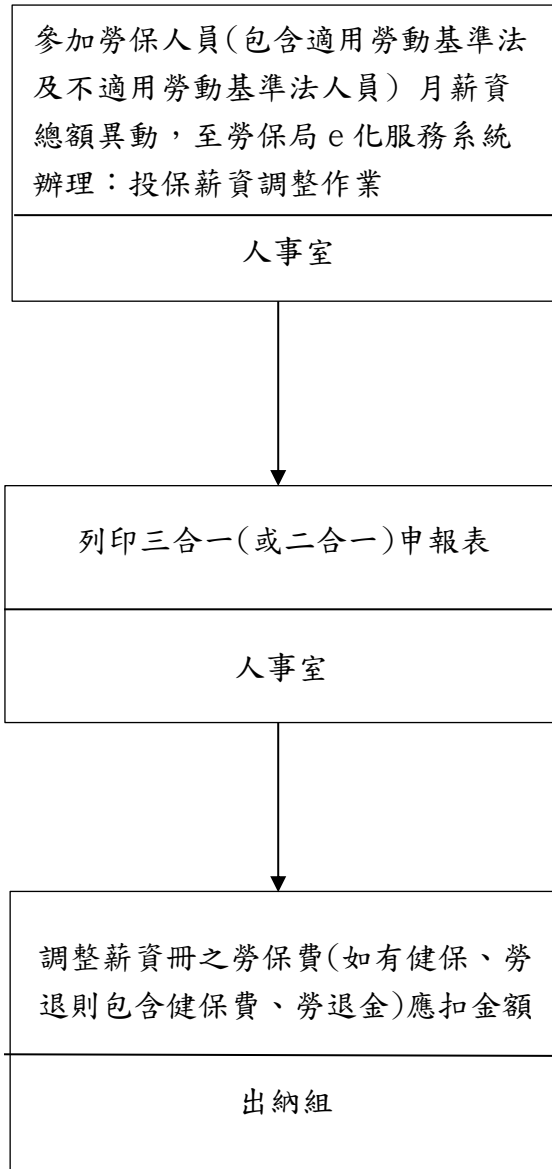 參加勞保人員(包含適用勞動基準法
及不適用勞動基準法人員) 月薪資
總額異動，至勞保局 e 化服務系統
辦理：投保薪資調整作業
人事室
列印三合一(或二合一)申報表
人事室
調整薪資冊之勞保費(如有健保、勞
退則包含健保費、勞退金)應扣金額
出納組